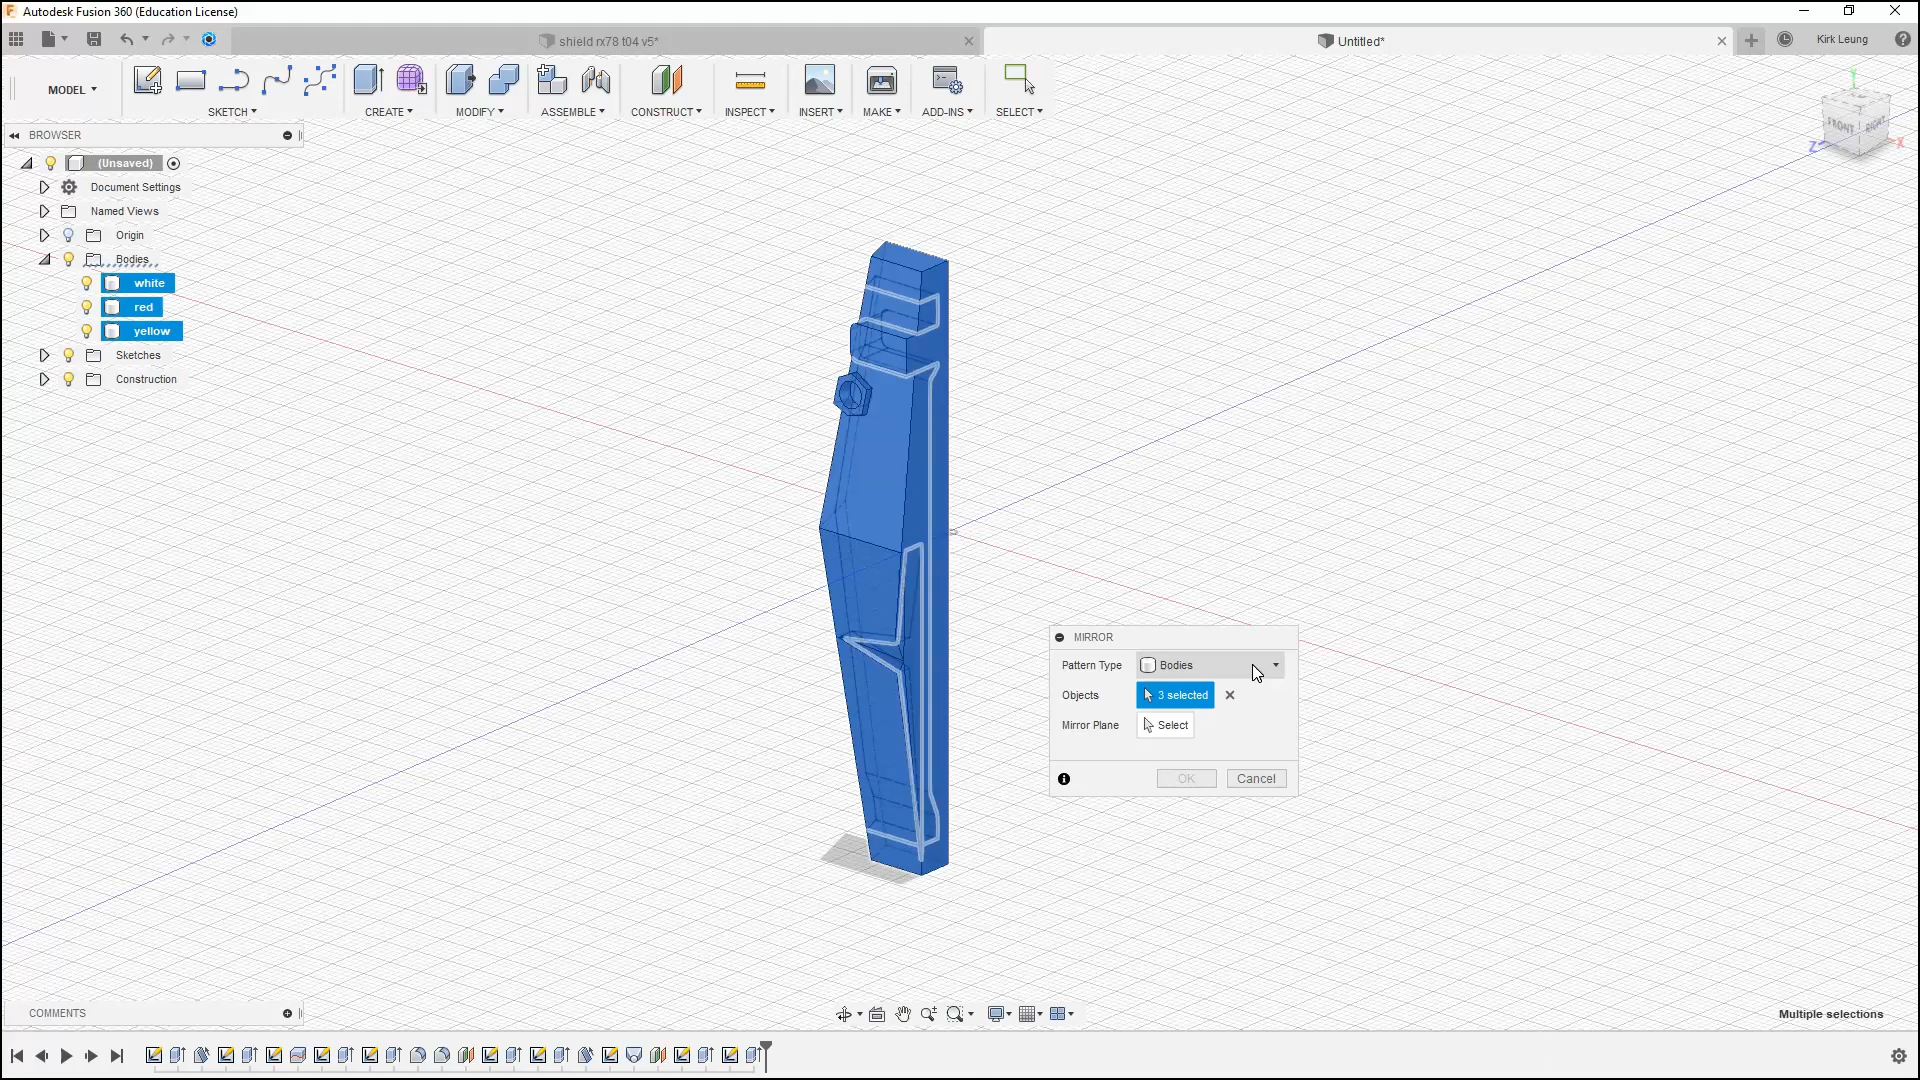 Autodesk Fusion 360 (Education License)
shield rx78 t04 v5*
Untitled*
Kirk Leung
MODEL
SKETCH
CREATE
MODIFY
ASSEMBLE
CONSTRUCT
INSPECT
INSERT
MAKE
ADD-INS
SELECT
BROWSER
(Unsaved)
Document Settings
Named Views
Origin
Bodies
white
red
yellow
Sketches
Construction
Y
FRONT
RIGHT
Z
X
MIRROR
Pattern Type
Bodies
Objects
3 selected
Mirror Plane
Select
OK
Cancel
COMMENTS
Multiple selections